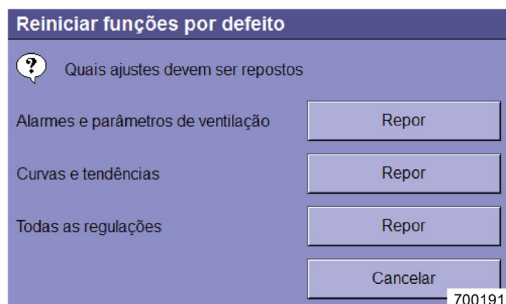 Reiniciar funções por defeito
? Quais ajustes devem ser repostos
Alarmes e parâmetros de ventilação Repor
Curvas e tendências Repor
Todas as regulações Repor
Cancelar
700191